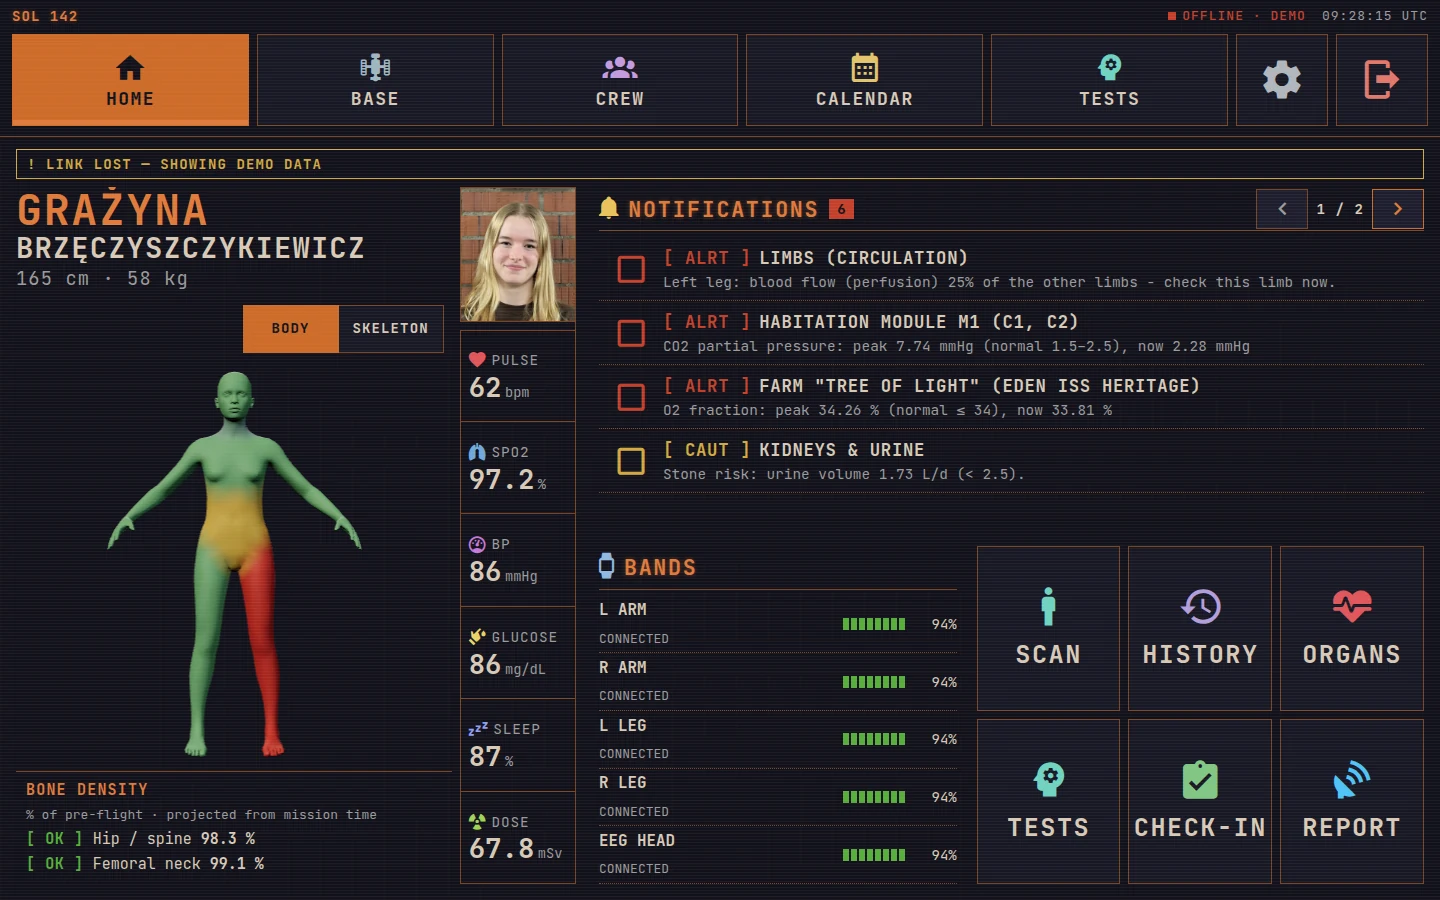 SOL 142
OFFLINE · DEMO 09:28:15 UTC
HOME
BASE
CREW
CALENDAR
TESTS
! LINK LOST — SHOWING DEMO DATA
GRAŻYNA
BRZĘCZYSZCZYKIEWICZ
165 cm · 58 kg
BODY
SKELETON
BONE DENSITY
% of pre-flight · projected from mission time
[ OK ] Hip / spine 98.3 %
[ OK ] Femoral neck 99.1 %
PULSE
62 bpm
SPO2
97.2 %
BP
86 mmHg
GLUCOSE
86 mg/dL
zzz SLEEP
87 %
DOSE
67.8 mSv
NOTIFICATIONS 6
1 / 2
[ ALRT ] LIMBS (CIRCULATION)
Left leg: blood flow (perfusion) 25% of the other limbs - check this limb now.
[ ALRT ] HABITATION MODULE M1 (C1, C2)
CO2 partial pressure: peak 7.74 mmHg (normal 1.5–2.5), now 2.28 mmHg
[ ALRT ] FARM "TREE OF LIGHT" (EDEN ISS HERITAGE)
O2 fraction: peak 34.26 % (normal ≤ 34), now 33.81 %
[ CAUT ] KIDNEYS & URINE
Stone risk: urine volume 1.73 L/d (< 2.5).
BANDS
L ARM
CONNECTED
94%
R ARM
CONNECTED
94%
L LEG
CONNECTED
94%
R LEG
CONNECTED
94%
EEG HEAD
CONNECTED
94%
SCAN
HISTORY
ORGANS
TESTS
CHECK-IN
REPORT